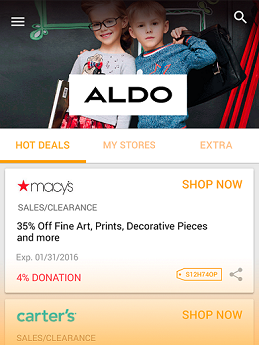 ALDO
HOT DEALS MY STORES EXTRA
macy's SHOP NOW
SALES/CLEARANCE
35% Off Fine Art, Prints, Decorative Pieces
and more
Exp. 01/31/2016
4% DONATION S12H74OP
carter's SHOP NOW
SALES/CLEARANCE